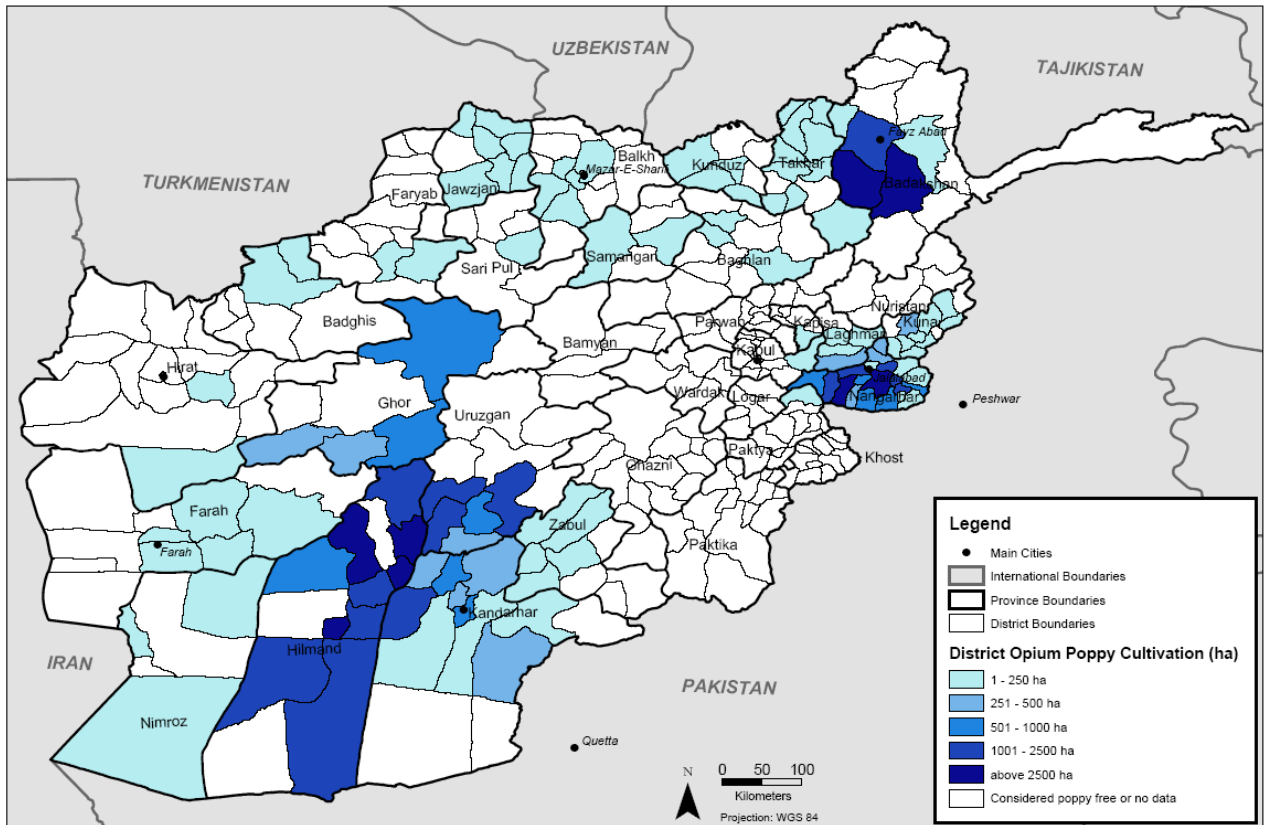 UZBEKISTAN
TAJIKISTAN
TURKMENISTAN
Fayz Abad
Balkh
Mazar-E-Sharif
Kunduz
Takhar
Badakshan
Faryab
Jawzjan
Sari Pul
Samangan
Baghlan
Badghis
Bamyan
Parwan
Kapisa
Nuristan
Laghman
Kunar
Kabul
Jalalabad
Hirat
Ghor
Uruzgan
Wardak
Logar
Nangarhar
Peshwar
Ghazni
Paktya
Khost
Farah
Farah
Zabul
Paktika
Kandarhar
Hilmand
IRAN
Nimroz
PAKISTAN
Quetta
N
0 50 100
Kilometers
Projection: WGS 84
Legend
Main Cities
International Boundaries
Province Boundaries
District Boundaries
District Opium Poppy Cultivation (ha)
1 - 250 ha
251 - 500 ha
501 - 1000 ha
1001 - 2500 ha
above 2500 ha
Considered poppy free or no data